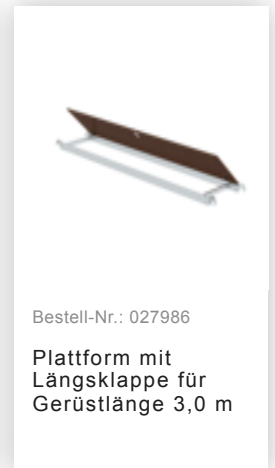 Bestell-Nr.: 027986
Plattform mit
Längsklappe für
Gerüstlänge 3,0 m